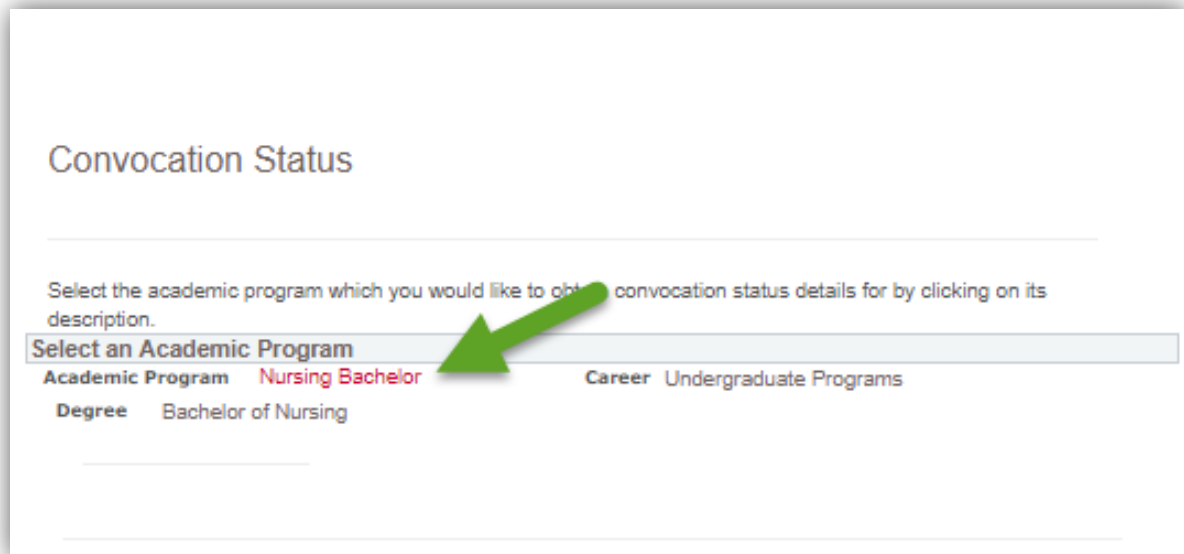 Convocation Status
Select the academic program which you would like to convocation status details for by clicking on its
description.
Select an Academic Program
Academic Program Nursing Bachelor Career Undergraduate Programs
Degree Bachelor of Nursing